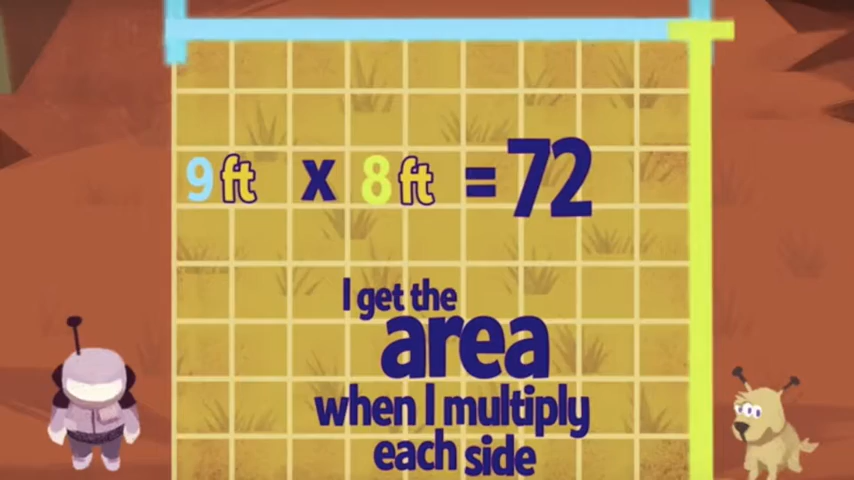 9ft x 8ft = 72
I get the
area
when I multiply
each side